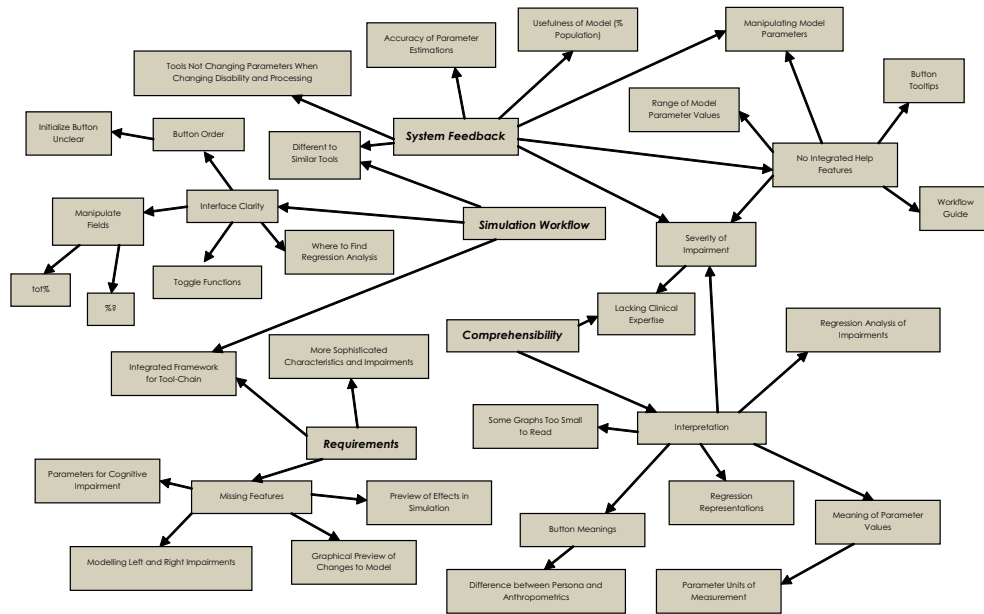 Usefulness of Model (%
Population)
Manipulating Model
Parameters
Accuracy of Parameter
Estimations
Tools Not Changing Parameters When
Changing Disability and Processing
Button
Tooltips
Range of Model
Parameter Values
Initialize Button
Unclear
Button Order
System Feedback
Different to
Similar Tools
No Integrated Help
Features
Interface Clarity
Manipulate
Fields
Simulation Workflow
Workflow
Guide
Where to Find
Regression Analysis
Severity of
Impairment
Toggle Functions
tot%
%?
Lacking Clinical
Expertise
Comprehensibility
Regression Analysis of
Impairments
Integrated Framework
for Tool-Chain
More Sophisticated
Characteristics and Impairments
Some Graphs Too Small
to Read
Interpretation
Requirements
Parameters for Cognitive
Impairment
Missing Features
Preview of Effects in
Simulation
Regression
Representations
Button Meanings
Meaning of Parameter
Values
Modelling Left and Right Impairments
Graphical Preview of
Changes to Model
Difference between Persona and
Anthropometrics
Parameter Units of
Measurement